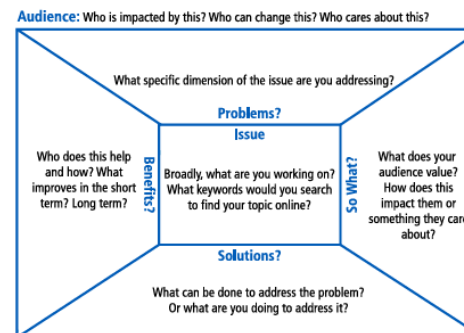 Audience: Who is impacted by this? Who can change this? Who cares about this?
What specific dimension of the issue are you addressing?
Problems?
Issue
Who does this help
and how? What
improves in the short
term? Long term?
Benefits?
Broadly, what are you working on?
What keywords would you search
to find your topic online?
So What?
What does your
audience value?
How does this
impact them or
something they care
about?
Solutions?
What can be done to address the problem?
Or what are you doing to address it?